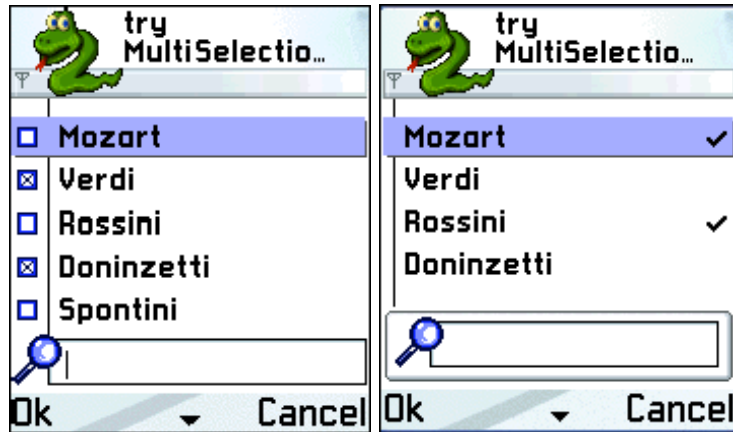 try
MultiSelectio...
Mozart
Verdi
Rossini
Doninzetti
Spontini
Ok Cancel
try
MultiSelectio...
Mozart
Verdi
Rossini
Doninzetti
Ok Cancel